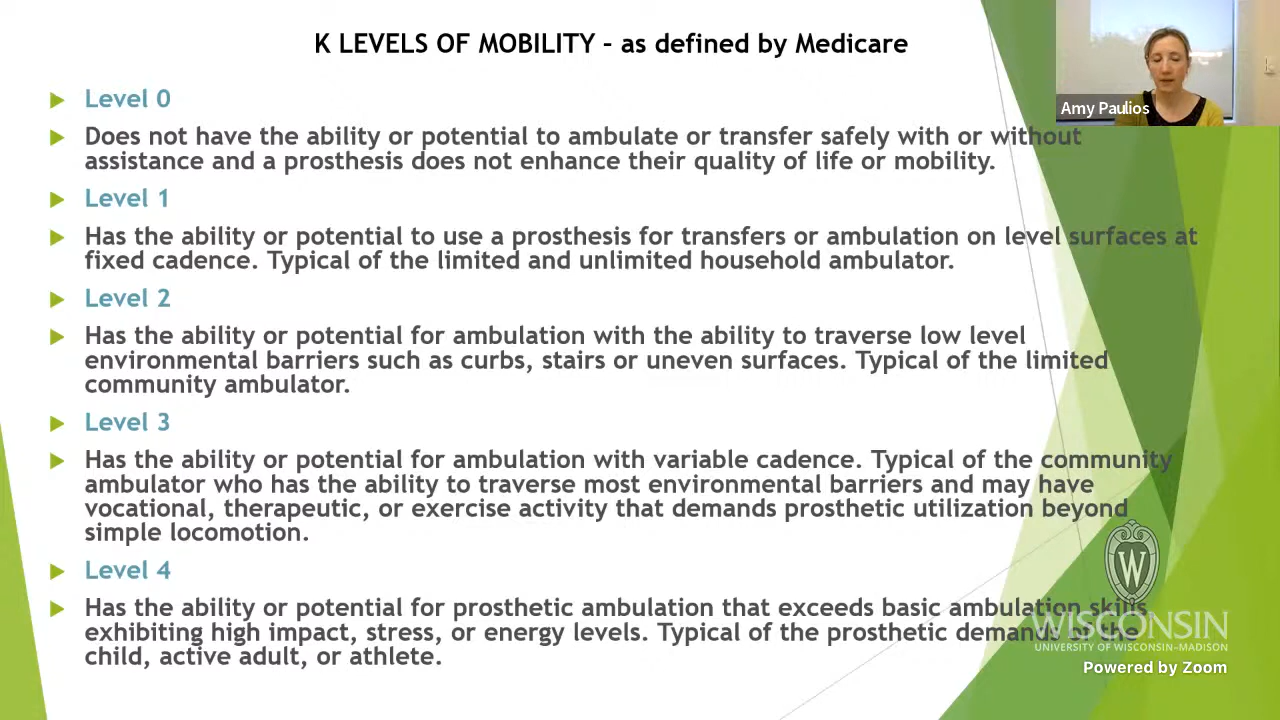 K LEVELS OF MOBILITY - as defined by Medicare
Amy Paulios
Level 0
Does not have the ability or potential to ambulate or transfer safely with or without
assistance and a prosthesis does not enhance their quality of life or mobility.
Level 1
Has the ability or potential to use a prosthesis for transfers or ambulation on level surfaces at
fixed cadence. Typical of the limited and unlimited household ambulator.
Level 2
Has the ability or potential for ambulation with the ability to traverse low level
environmental barriers such as curbs, stairs or uneven surfaces. Typical of the limited
community ambulator.
Level 3
Has the ability or potential for ambulation with variable cadence. Typical of the community
ambulator who has the ability to traverse most environmental barriers and may have
vocational, therapeutic, or exercise activity that demands prosthetic utilization beyond
simple locomotion.
Level 4
Has the ability or potential for prosthetic ambulation that exceeds basic ambulation skills
exhibiting high impact, stress, or energy levels. Typical of the prosthetic demands of the
child, active adult, or athlete.
W
WISCONSIN
UNIVERSITY OF WISCONSIN–MADISON
Powered by Zoom